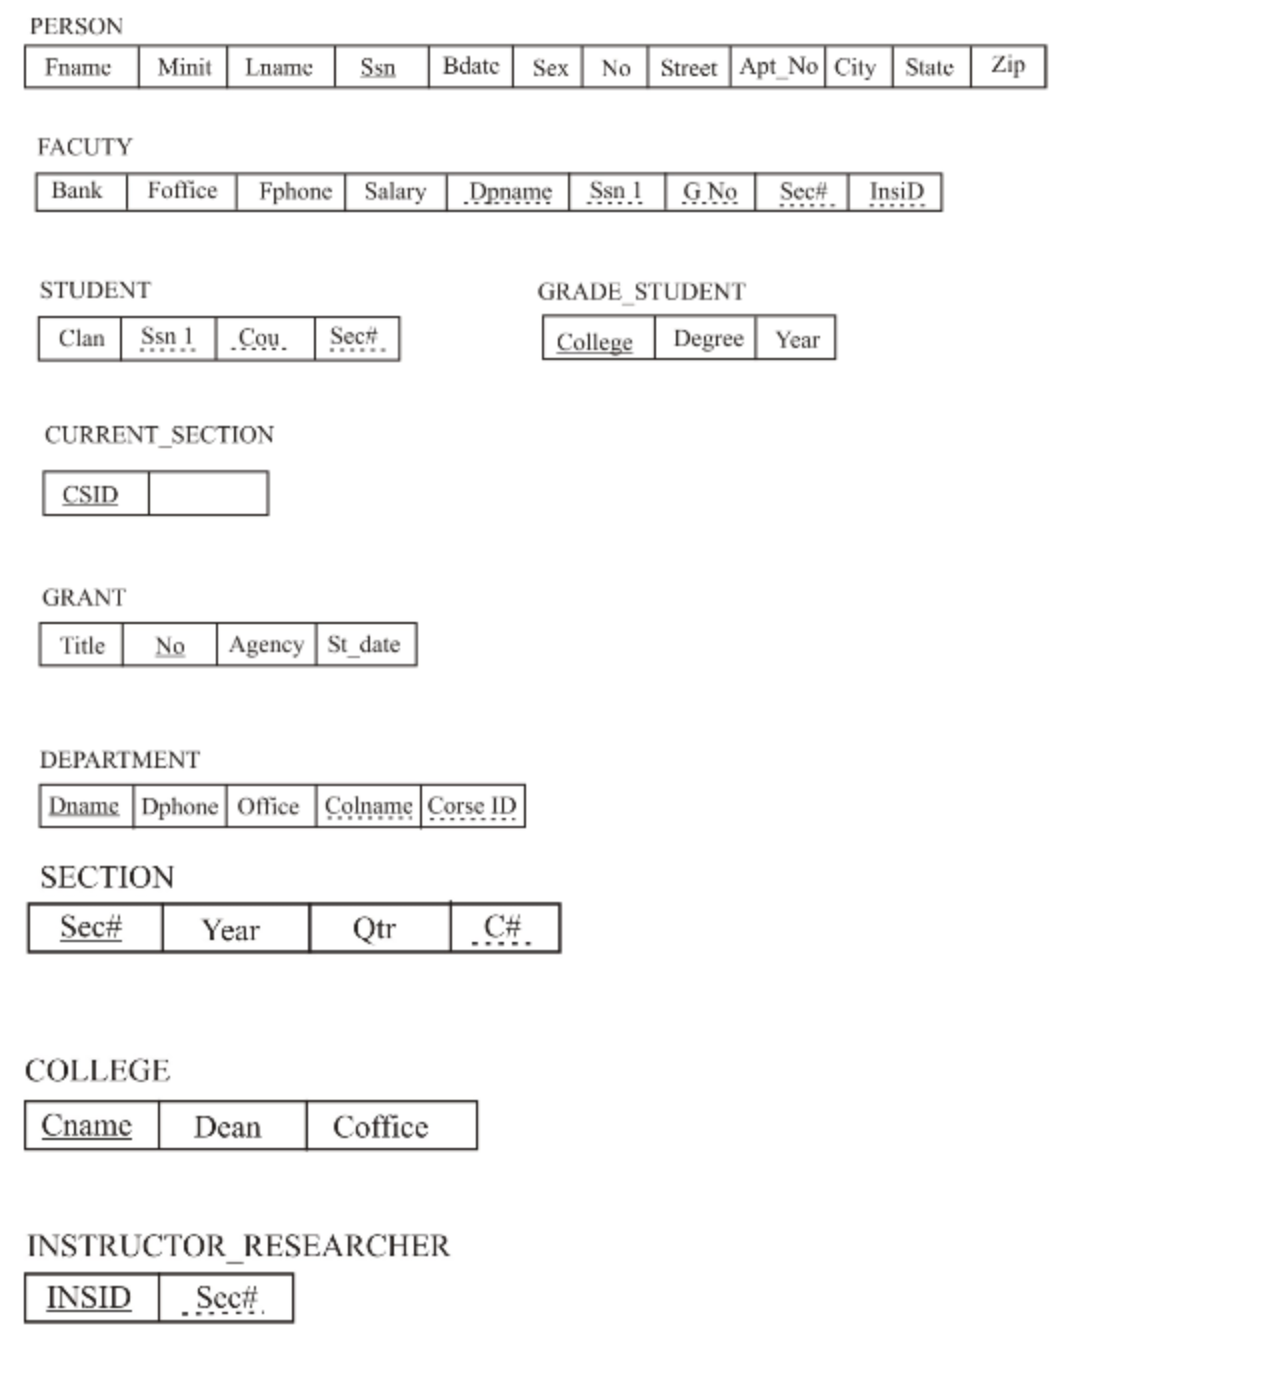 PERSON
Fname Minit Lname Ssn Bdate Sex No Street Apt_No City State Zip
FACUTY
Bank Foffice Fphone Salary Dpname Ssn 1 G No Sec# InsiD
STUDENT GRADE_STUDENT
Clan Ssn 1 Cou Sec# College Degree Year
CURRENT_SECTION
CSID
GRANT
Title No Agency St_date
DEPARTMENT
Dname Dphone Office Colname Corse ID
SECTION
Sec# Year Qtr C#
COLLEGE
Cname Dean Coffice
INSTRUCTOR_RESEARCHER
INSID Sec#